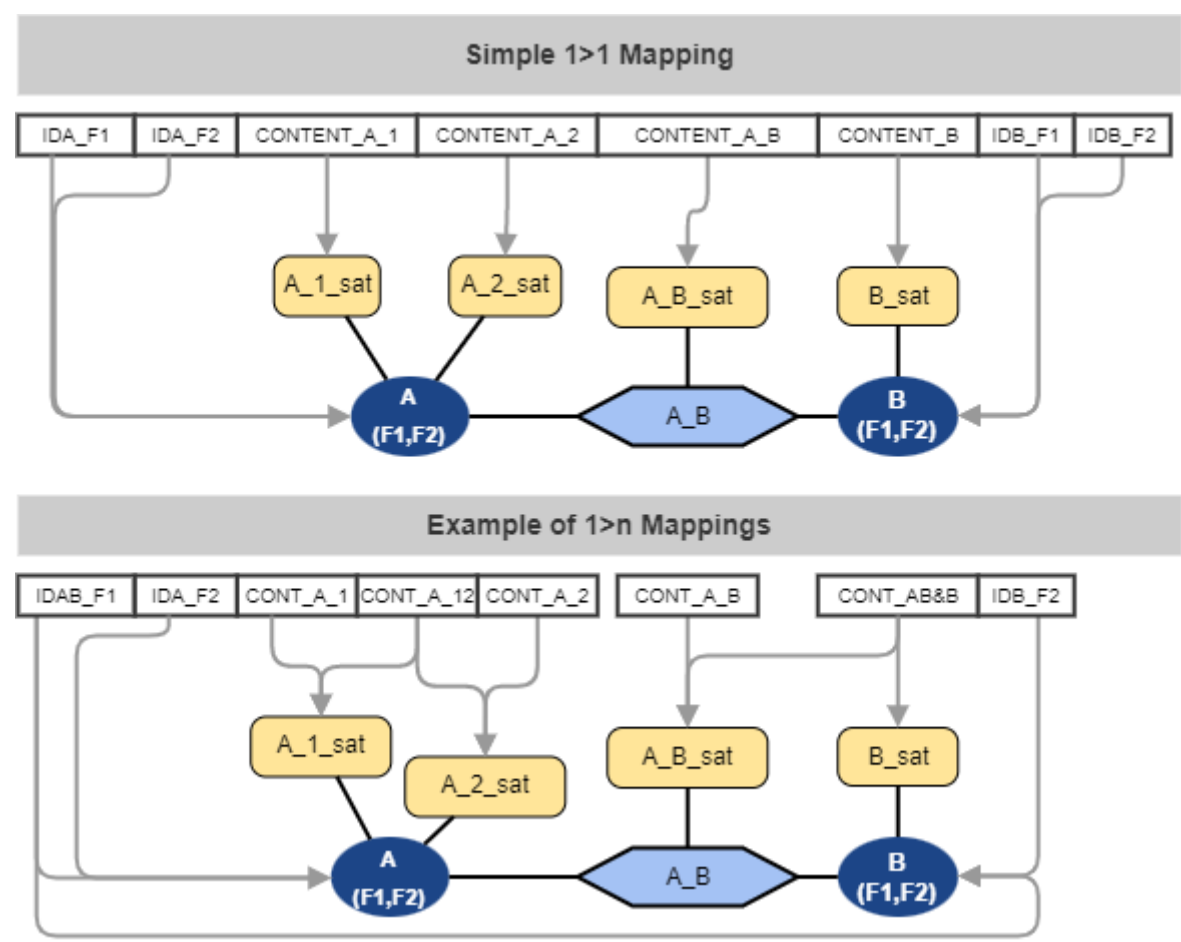 Simple 1>1 Mapping
IDA_F1 IDA_F2 CONTENT_A_1 CONTENT_A_2 CONTENT_A_B CONTENT_B IDB_F1 IDB_F2
A_1_sat A_2_sat A_B_sat B_sat
A
(F1,F2)
A_B
B
(F1,F2)
Example of 1>n Mappings
IDAB_F1 IDA_F2 CONT_A_1 CONT_A_12 CONT_A_2 CONT_A_B CONT_AB&B IDB_F2
A_1_sat
A_2_sat
A_B_sat
B_sat
A
(F1,F2)
A_B
B
(F1,F2)